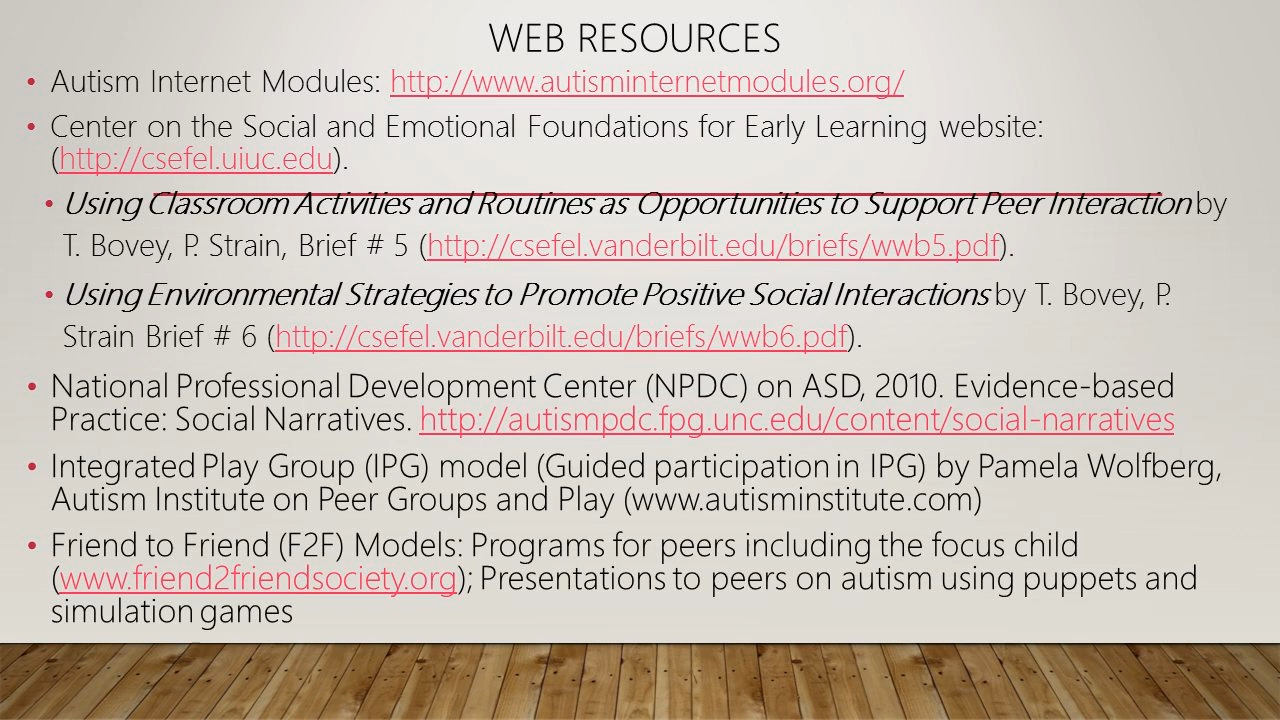 WEB RESOURCES
• Autism Internet Modules: http://www.autisminternetmodules.org/
• Center on the Social and Emotional Foundations for Early Learning website:
(http://csefel.uiuc.edu).
• Using Classroom Activities and Routines as Opportunities to Support Peer Interaction by
T. Bovey, P. Strain, Brief # 5 (http://csefel.vanderbilt.edu/briefs/wwb5.pdf).
• Using Environmental Strategies to Promote Positive Social Interactions by T. Bovey, P.
Strain Brief # 6 (http://csefel.vanderbilt.edu/briefs/wwb6.pdf).
• National Professional Development Center (NPDC) on ASD, 2010. Evidence-based
Practice: Social Narratives. http://autismpdc.fpg.unc.edu/content/social-narratives
• Integrated Play Group (IPG) model (Guided participation in IPG) by Pamela Wolfberg,
Autism Institute on Peer Groups and Play (www.autisminstitute.com)
• Friend to Friend (F2F) Models: Programs for peers including the focus child
(www.friend2friendsociety.org); Presentations to peers on autism using puppets and
simulation games